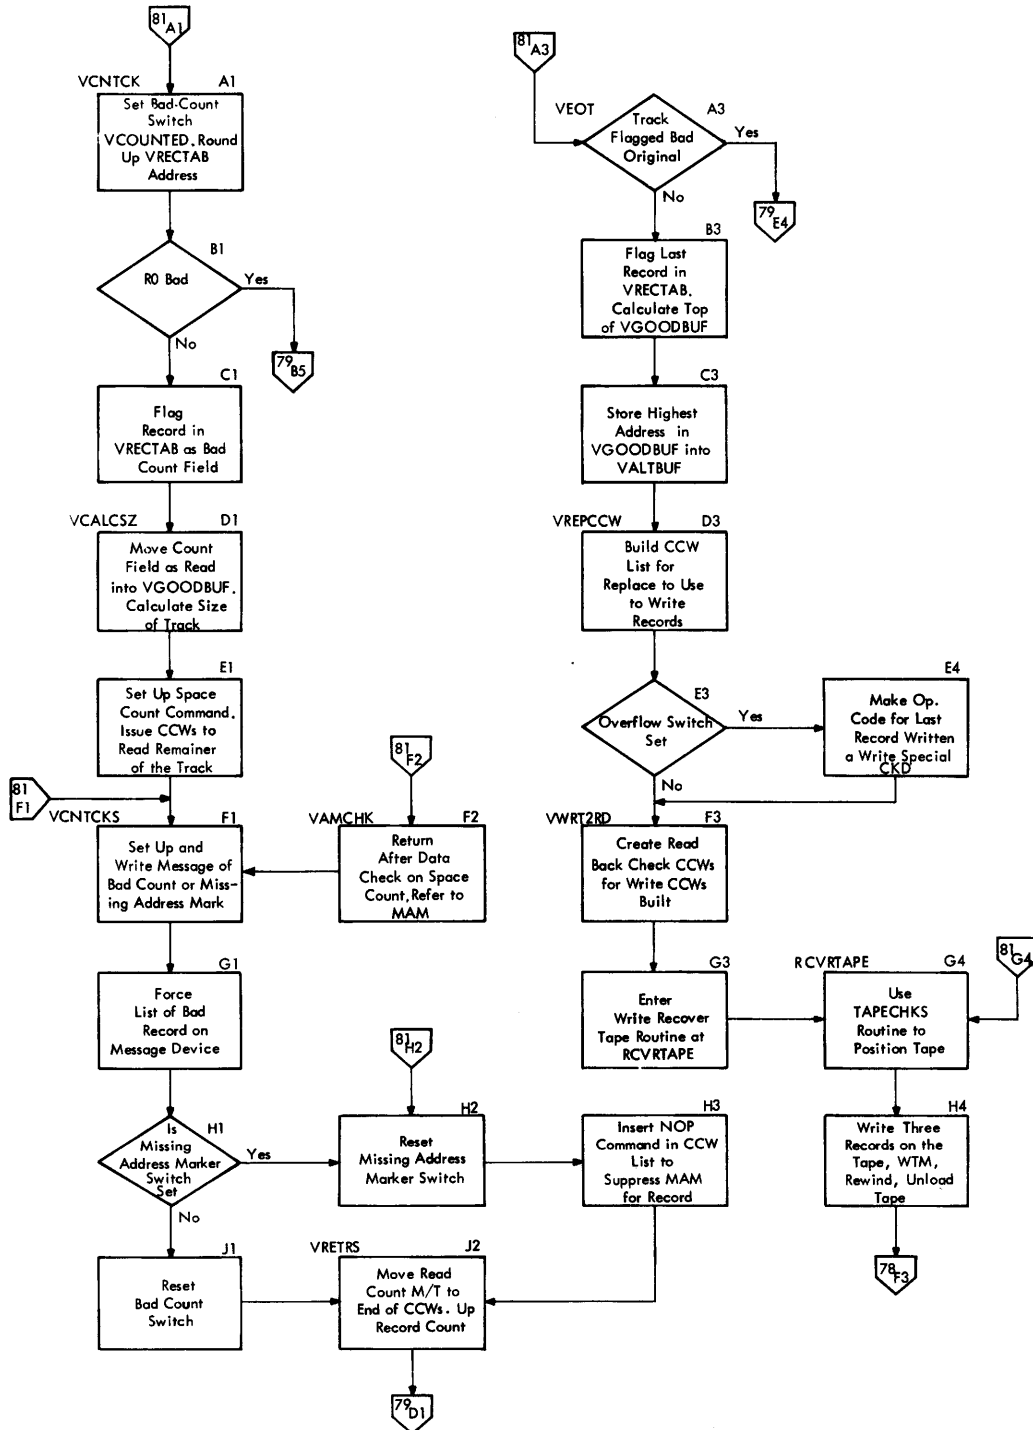 81 A1
VCNTCK
A1
Set Bad-Count
Switch
VCOUNTED. Round
Up VRECTAB
Address
B1
R0 Bad
Yes
No
79 B5
C1
Flag
Record in
VRECTAB as Bad
Count Field
VCALCSZ
D1
Move Count
Field as Read
into VGOODBUF.
Calculate Size
of Track
E1
Set Up Space
Count Command.
Issue CCWs to
Read Remainer
of the Track
81
F1
VCNTCKS
F1
Set Up and
Write Message of
Bad Count or Miss-
ing Address Mark
81 F2
VAMCHK
F2
Return
After Data
Check on Space
Count, Refer to
MAM
G1
Force
List of Bad
Record on
Message Device
H1
Is
Missing
Address Marker
Switch
Set
Yes
No
81 H2
H2
Reset
Missing Address
Marker Switch
H3
Insert NOP
Command in CCW
List to
Suppress MAM
for Record
J1
Reset
Bad Count
Switch
VRETRS
J2
Move Read
Count M/T to
End of CCWs. Up
Record Count
79 D1
81 A3
VEOT
A3
Track
Flagged Bad
Original
Yes
No
79 E4
B3
Flag Last
Record in
VRECTAB.
Calculate Top
of VGOODBUF
C3
Store Highest
Address in
VGOODBUF into
VALTBUF
VREPCCW
D3
Build CCW
List for
Replace to Use
to Write
Records
E3
Overflow Switch
Set
Yes
No
E4
Make Op.
Code for Last
Record Written
a Write Special
CKD
VWRT2RD
F3
Create Read
Back Check CCWs
for Write CCWs
Built
G3
Enter
Write Recover
Tape Routine at
RCVRTAPE
81 G4
RCVRTAPE
G4
Use
TAPECHKS
Routine to
Position Tape
H4
Write Three
Records on the
Tape, WTM,
Rewind, Unload
Tape
78 F3